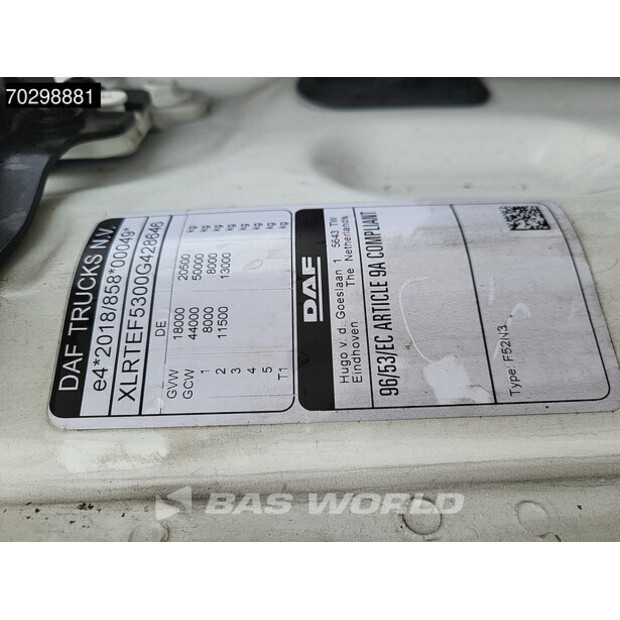 70298881
DAF TRUCKS N.V.
e4*2018/858*00049*
XLRTEF5300G428646
DE
GVW 18000 20500 kg
GCW 44000 50000 kg
1 8000 8000 kg
2 11500 13000 kg
3 kg
4 kg
5 kg
T1 kg
DAF
Hugo v. d. Goeslaan 1 5643 TW
Eindhoven The Netherlands
96/53/EC ARTICLE 9A COMPLIANT
Type: F52N3
BAS WORLD